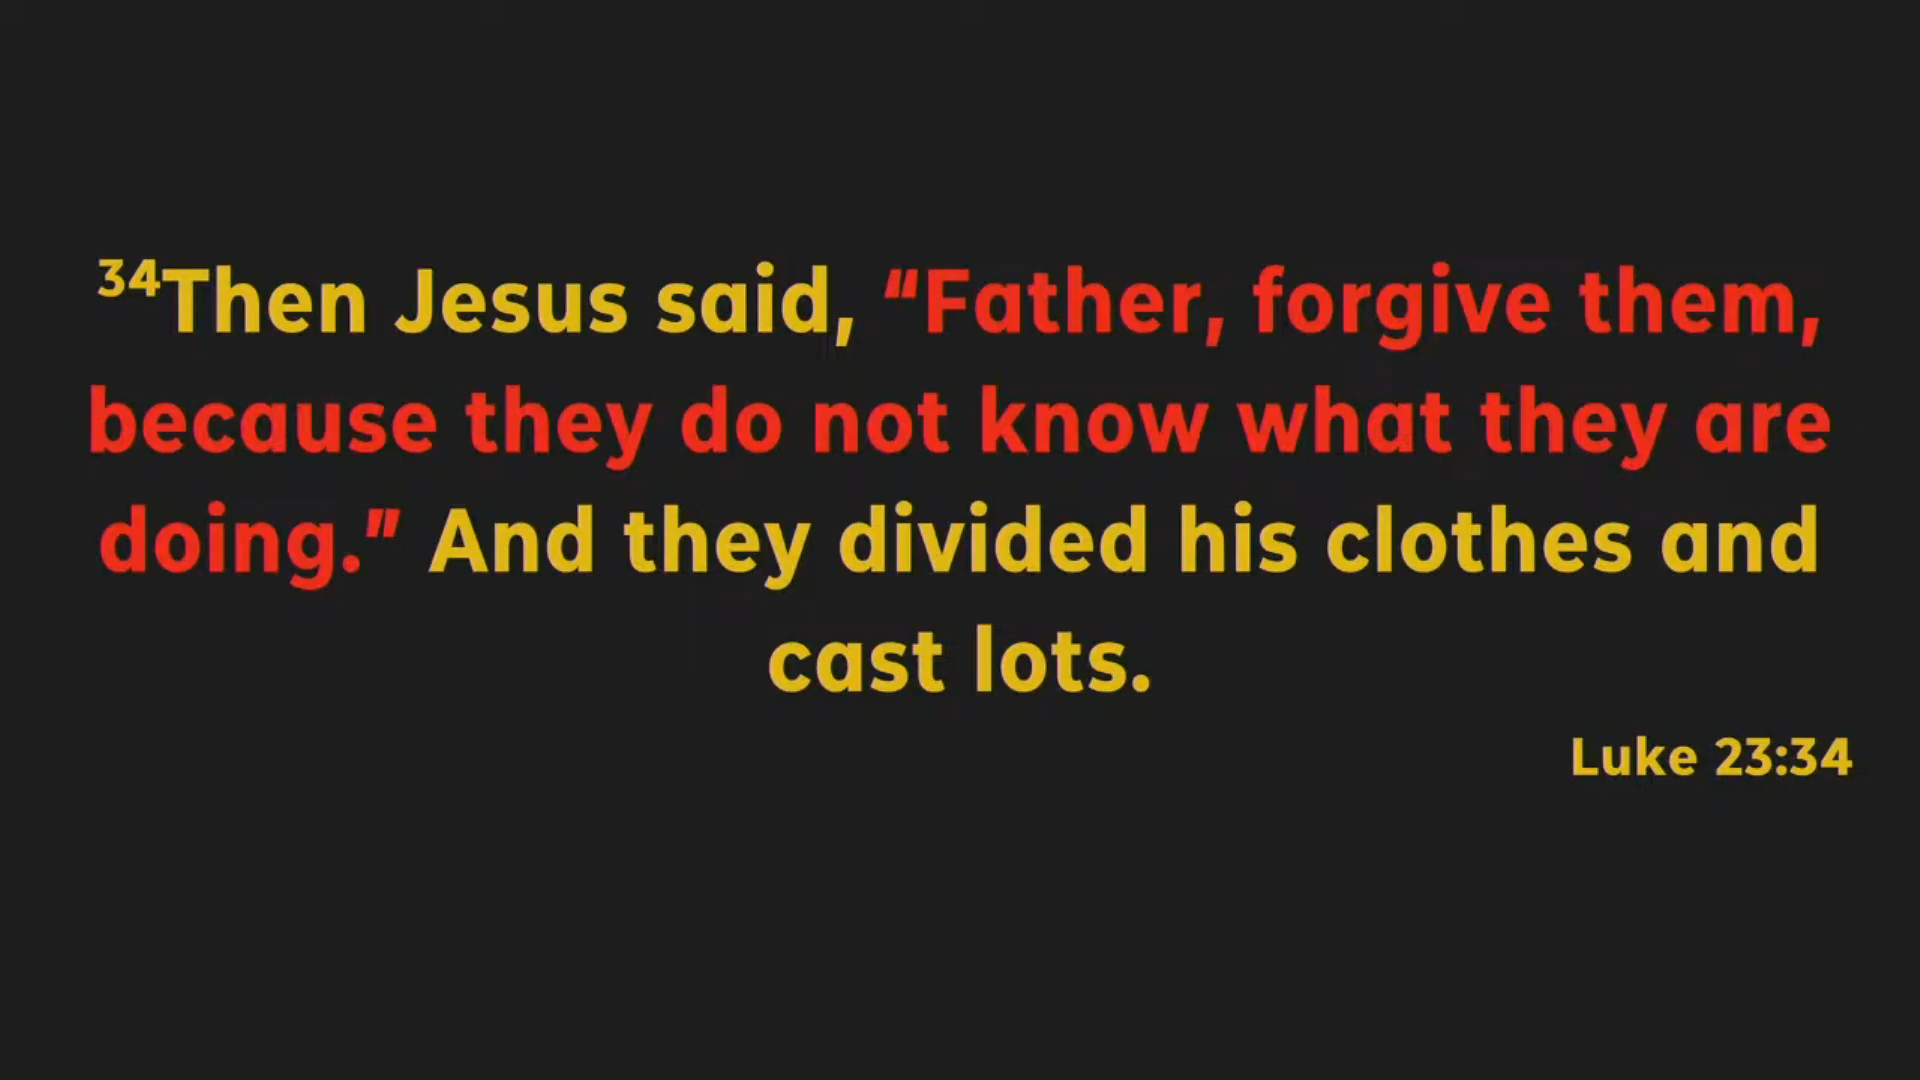 ³⁴Then Jesus said, “Father, forgive them,
because they do not know what they are
doing.” And they divided his clothes and
cast lots.
Luke 23:34